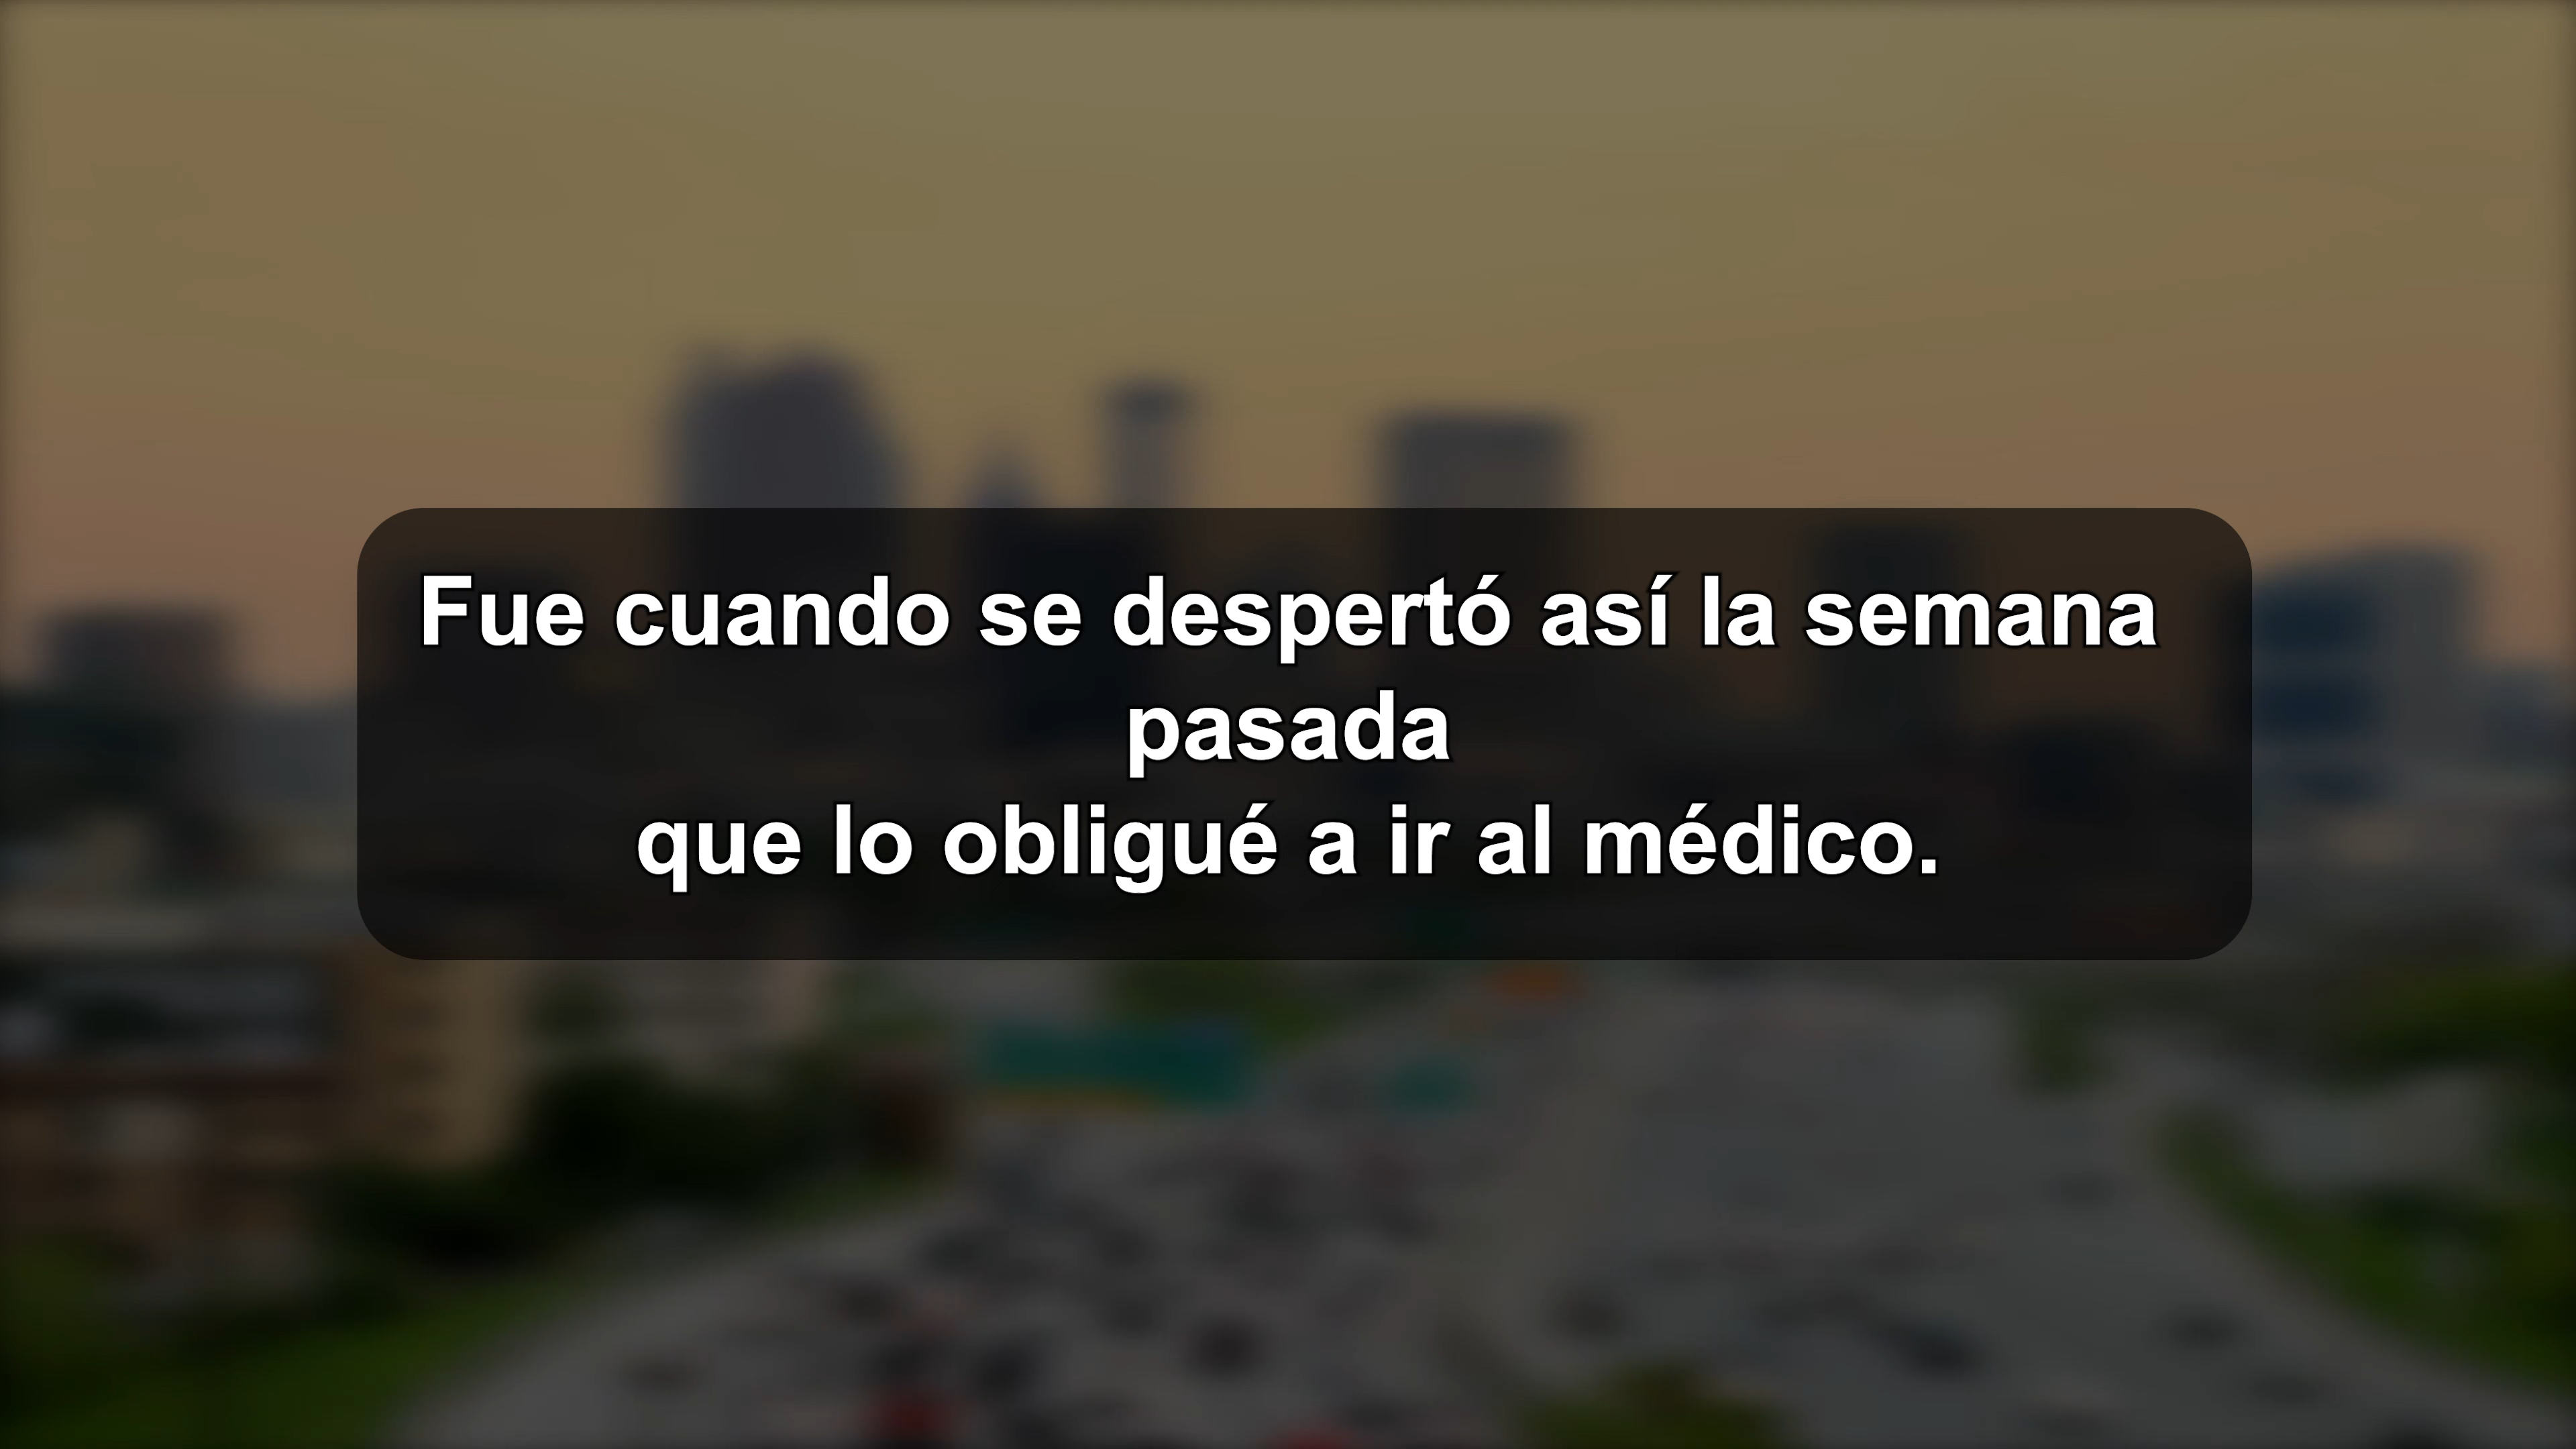 Fue cuando se despertó así la semana
pasada
que lo obligué a ir al médico.